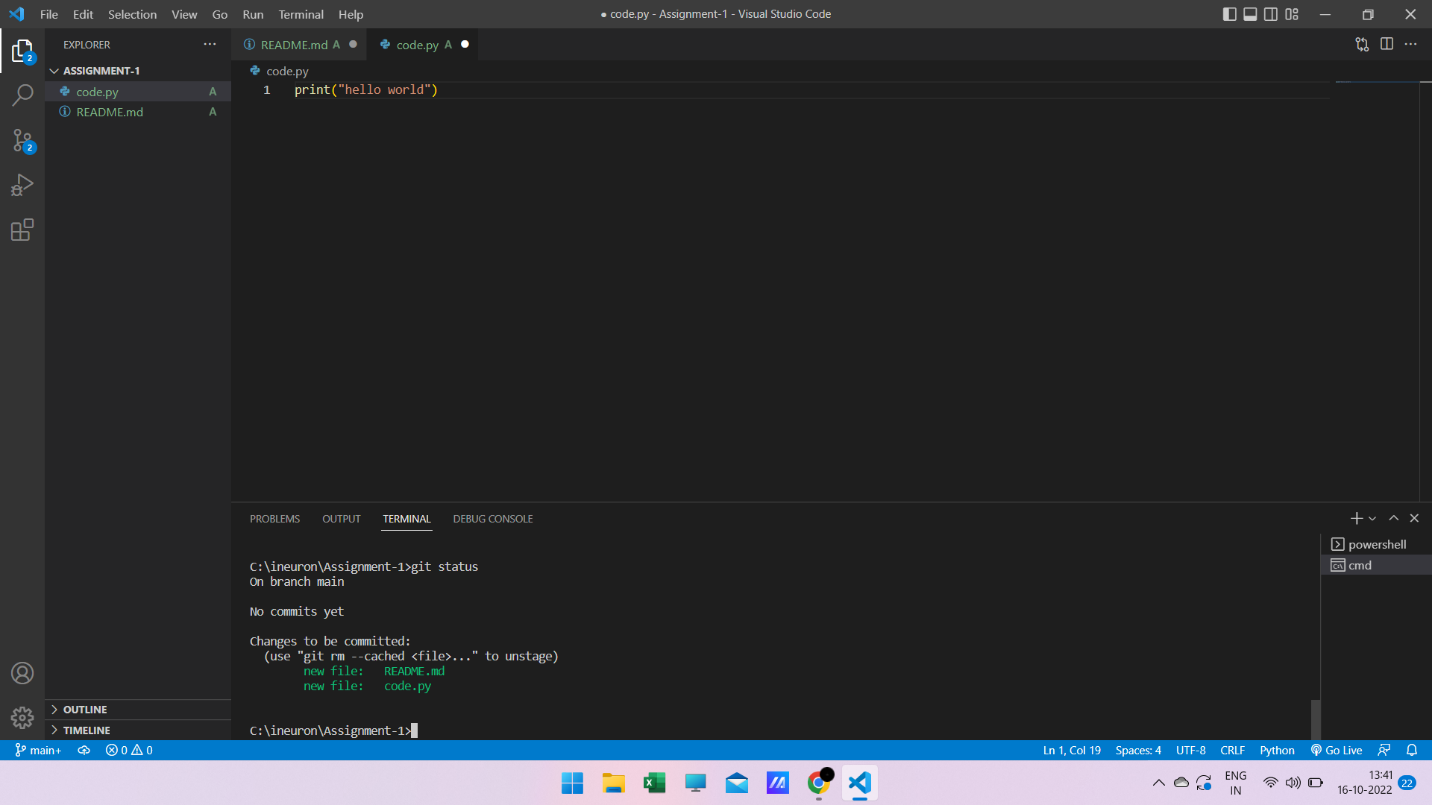 File Edit Selection View Go Run Terminal Help
● code.py - Assignment-1 - Visual Studio Code
EXPLORER
README.md A
code.py A
ASSIGNMENT-1
code.py A
README.md A
2
2
code.py
1 print("hello world")
PROBLEMS OUTPUT TERMINAL DEBUG CONSOLE
powershell
cmd
C:\ineuron\Assignment-1>git status
On branch main
No commits yet
Changes to be committed:
(use "git rm --cached <file>..." to unstage)
new file: README.md
new file: code.py
C:\ineuron\Assignment-1>
OUTLINE
TIMELINE
main+ 0 0
Ln 1, Col 19 Spaces: 4 UTF-8 CRLF Python Go Live
ENG
IN
13:41
16-10-2022
22